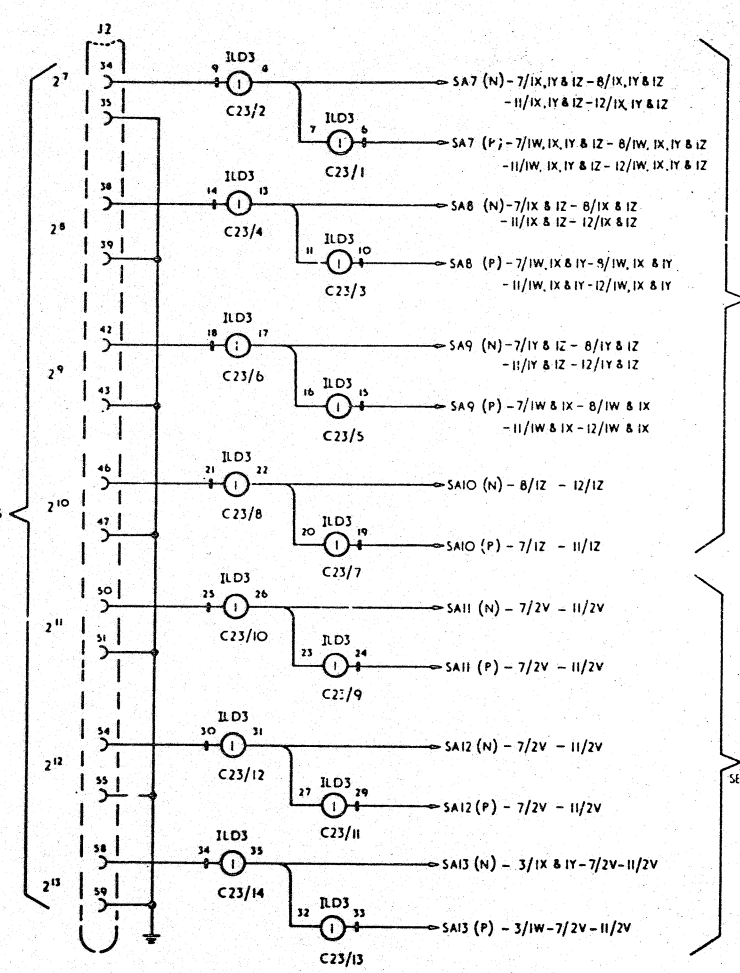 J2
34
2⁷
9
ILD3
8
I
C23/2
SA7 (N) - 7/1X, 1Y & 1Z - 8/1X, 1Y & 1Z
- 11/1X, 1Y & 1Z - 12/1X, 1Y & 1Z
35
7
ILD3
6
I
C23/1
SA7 (P) - 7/1W, 1X, 1Y & 1Z - 8/1W, 1X, 1Y & 1Z
- 11/1W, 1X, 1Y & 1Z - 12/1W, 1X, 1Y & 1Z
38
2⁸
14
ILD3
13
I
C23/4
SA8 (N) - 7/1X & 1Z - 8/1X & 1Z
- 11/1X & 1Z - 12/1X & 1Z
39
11
ILD3
10
I
C23/3
SA8 (P) - 7/1W, 1X & 1Y - 8/1W, 1X & 1Y
- 11/1W, 1X & 1Y - 12/1W, 1X & 1Y
42
2⁹
18
ILD3
17
I
C23/6
SA9 (N) - 7/1Y & 1Z - 8/1Y & 1Z
- 11/1Y & 1Z - 12/1Y & 1Z
43
16
ILD3
15
I
C23/5
SA9 (P) - 7/1W & 1X - 8/1W & 1X
- 11/1W & 1X - 12/1W & 1X
46
2¹⁰
21
ILD3
22
I
C23/8
SA10 (N) - 8/1Z - 12/1Z
47
20
ILD3
19
I
C23/7
SA10 (P) - 7/1Z - 11/1Z
50
2¹¹
25
ILD3
26
I
C23/10
SA11 (N) - 7/2V - 11/2V
51
23
ILD3
24
I
C23/9
SA11 (P) - 7/2V - 11/2V
54
2¹²
30
ILD3
31
I
C23/12
SA12 (N) - 7/2V - 11/2V
SE
55
27
ILD3
29
I
C23/11
SA12 (P) - 7/2V - 11/2V
58
2¹³
34
ILD3
35
I
C23/14
SA13 (N) - 3/1X & 1Y - 7/2V - 11/2V
59
32
ILD3
33
I
C23/13
SA13 (P) - 3/1W - 7/2V - 11/2V